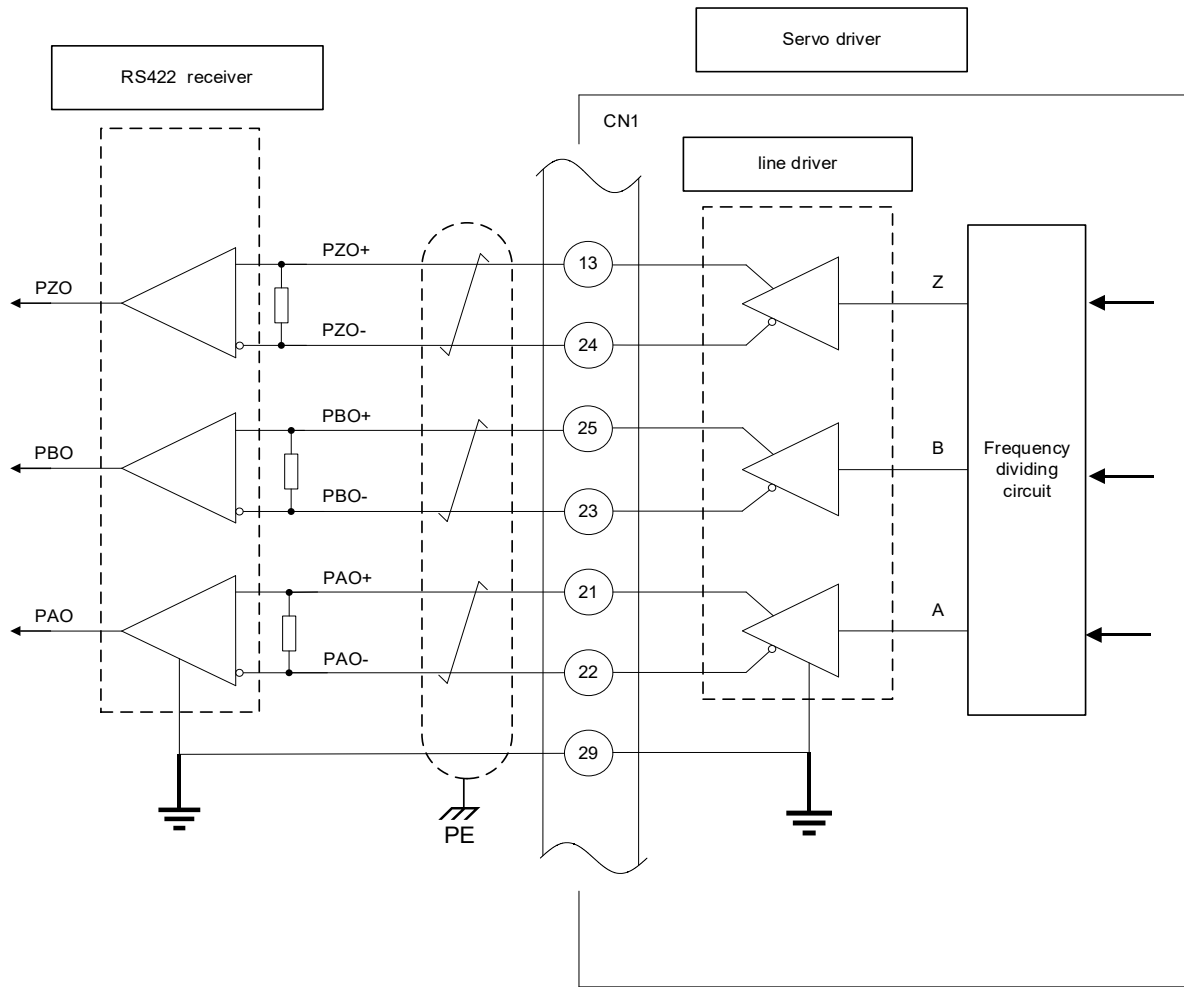 Servo driver
RS422 receiver
CN1
line driver
PZO+
13
PZO
Z
PZO-
24
PBO+
25
PBO
B
Frequency
dividing
circuit
PBO-
23
PAO+
21
PAO
A
PAO-
22
29
PE